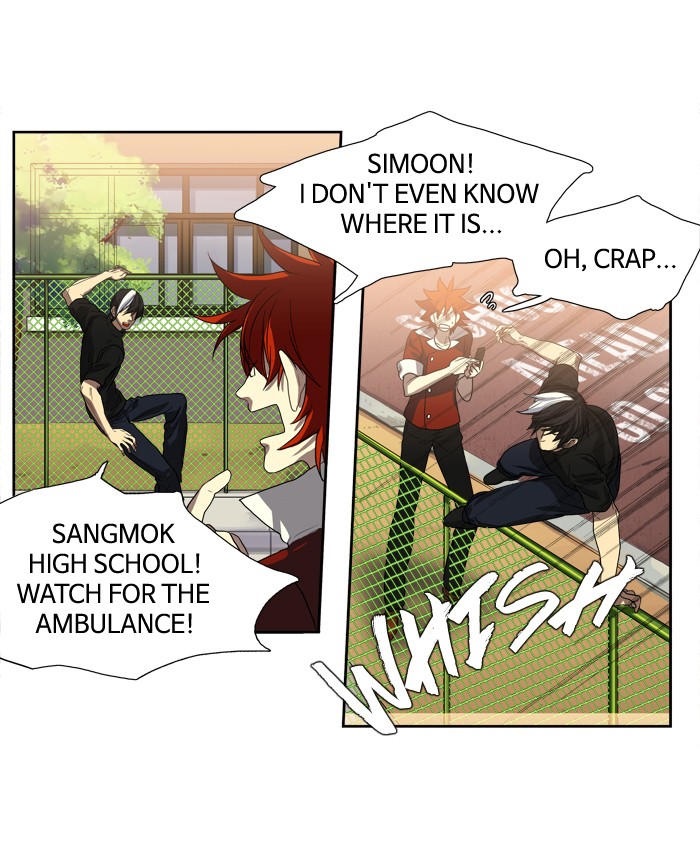 SIMOON!
I DON'T EVEN KNOW
WHERE IT IS...
OH, CRAP...
SANGMOK
HIGH SCHOOL!
WATCH FOR THE
AMBULANCE!
WHISH